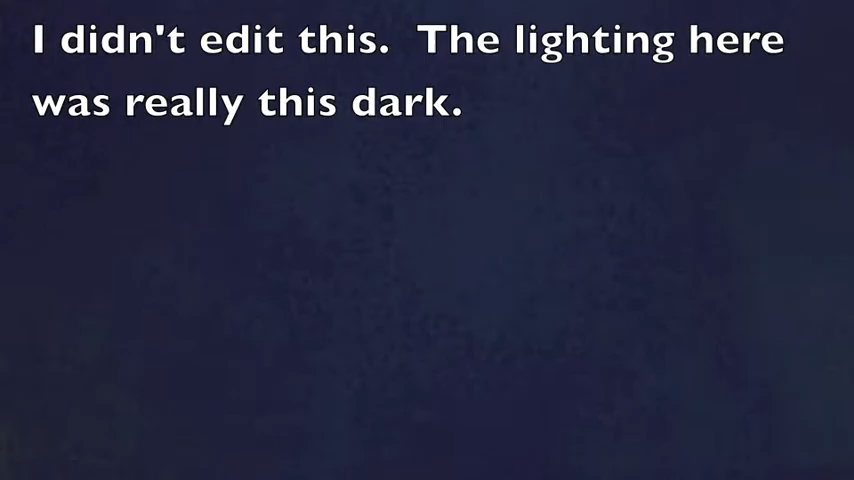 I didn't edit this.  The lighting here
was really this dark.